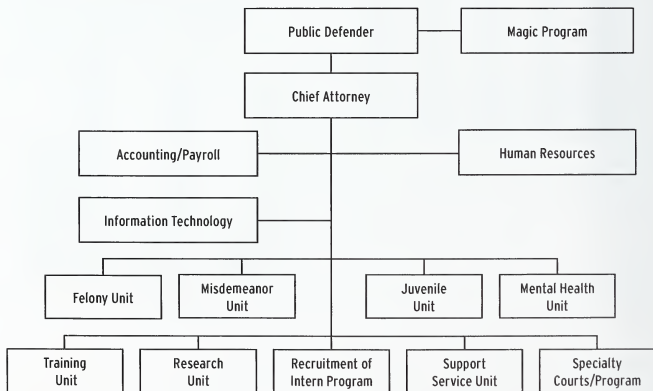 Public Defender
Magic Program
Chief Attorney
Accounting/Payroll
Human Resources
Information Technology
Felony Unit
Misdemeanor
Unit
Juvenile
Unit
Mental Health
Unit
Training
Unit
Research
Unit
Recruitment of
Intern Program
Support
Service Unit
Specialty
Courts/Program